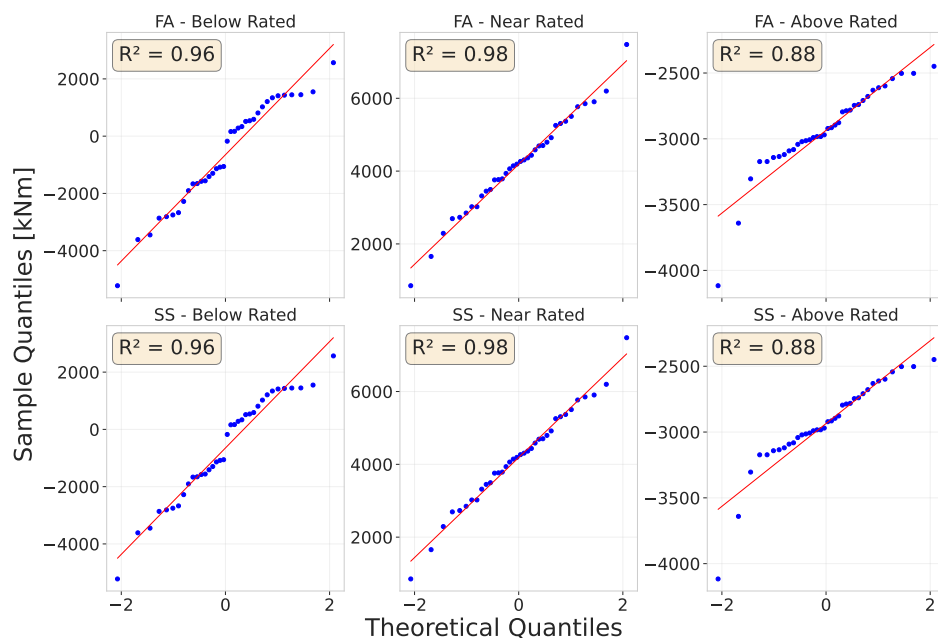 FA - Below Rated
FA - Near Rated
FA - Above Rated
R² = 0.96
R² = 0.98
R² = 0.88
2000
0
−2000
−4000
6000
4000
2000
−2500
−3000
−3500
−4000
SS - Below Rated
SS - Near Rated
SS - Above Rated
R² = 0.96
R² = 0.98
R² = 0.88
2000
0
−2000
−4000
6000
4000
2000
−2500
−3000
−3500
−4000
−2 0 2
−2 0 2
−2 0 2
Sample Quantiles [kNm]
Theoretical Quantiles